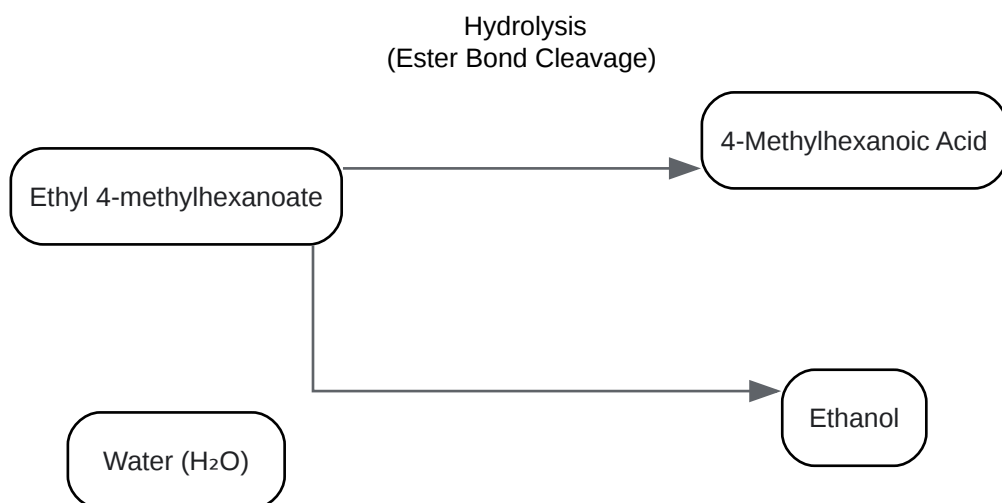 Hydrolysis
(Ester Bond Cleavage)
4-Methylhexanoic Acid
Ethyl 4-methylhexanoate
Ethanol
Water (H₂O)